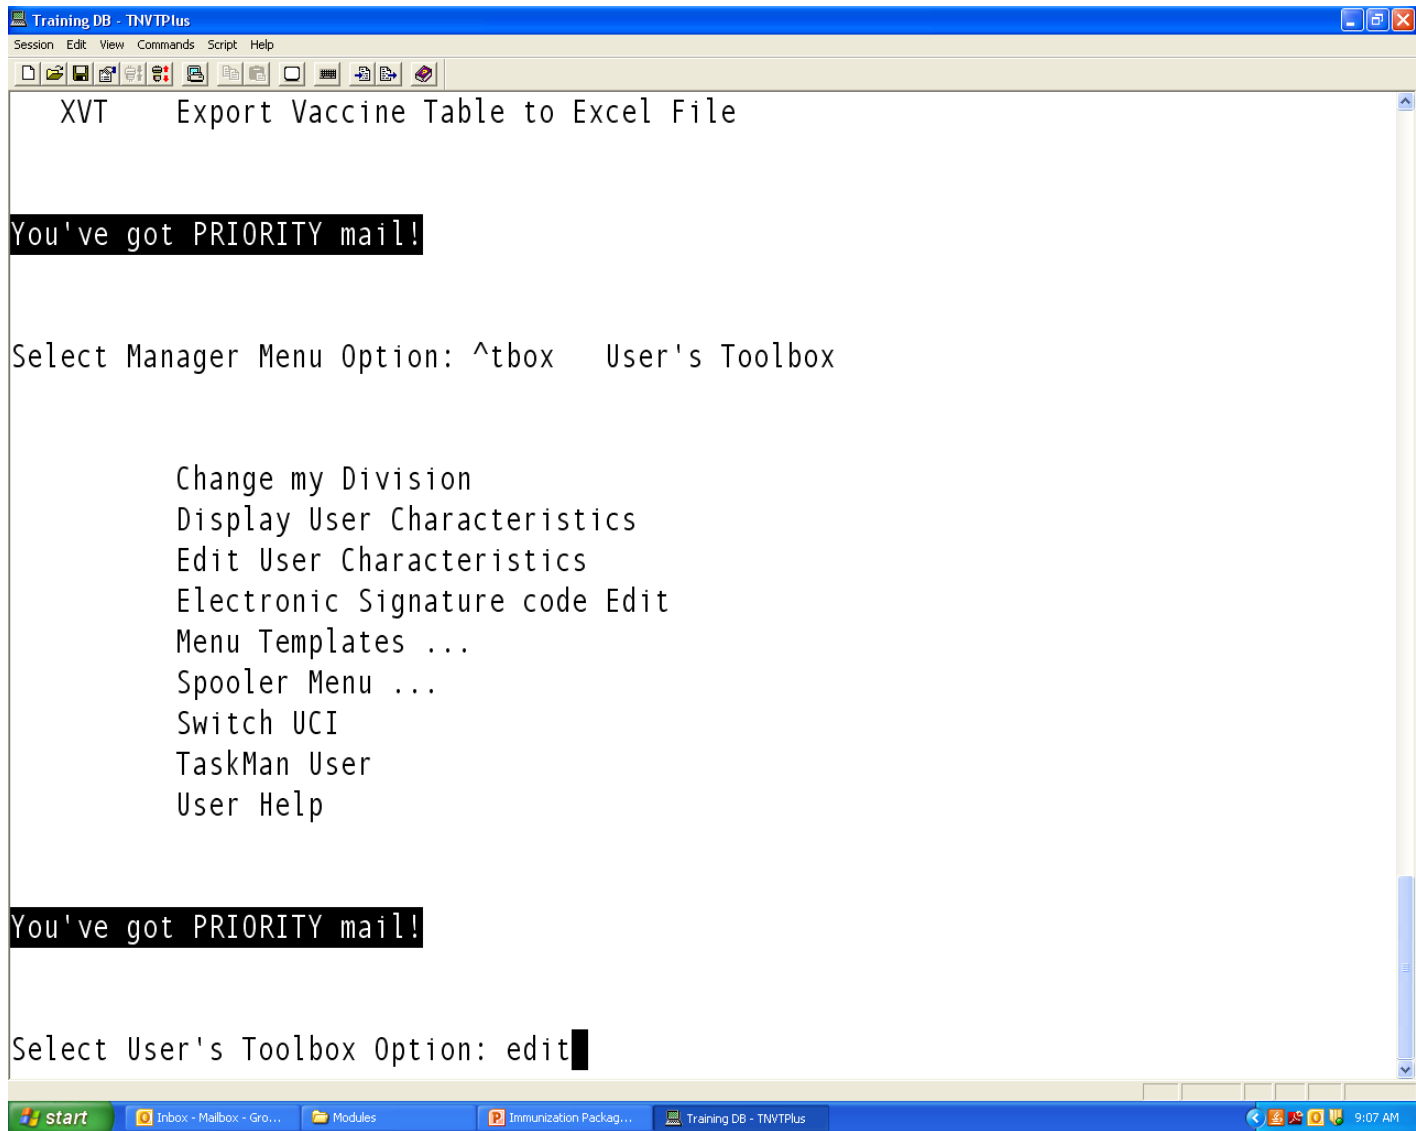 Training DB - TNVTPlus
Session Edit View Commands Script Help
XVT Export Vaccine Table to Excel File
You've got PRIORITY mail!
Select Manager Menu Option: ^tbox User's Toolbox
Change my Division
Display User Characteristics
Edit User Characteristics
Electronic Signature code Edit
Menu Templates ...
Spooler Menu ...
Switch UCI
TaskMan User
User Help
You've got PRIORITY mail!
Select User's Toolbox Option: edit
start Inbox - Mailbox - Gro... Modules Immunization Packag... Training DB - TNVTPlus 9:07 AM